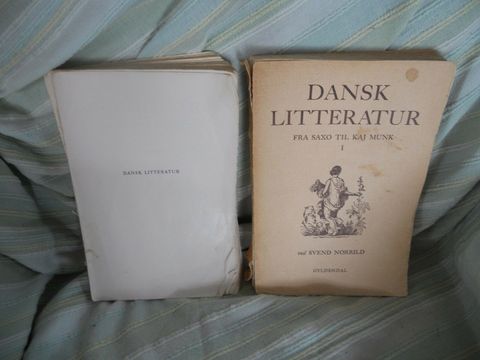 DANSK LITTERATUR
DANSK
LITTERATUR
FRA SAXO TIL KAJ MUNK
I
ved SVEND NORRILD
GYLDENDAL